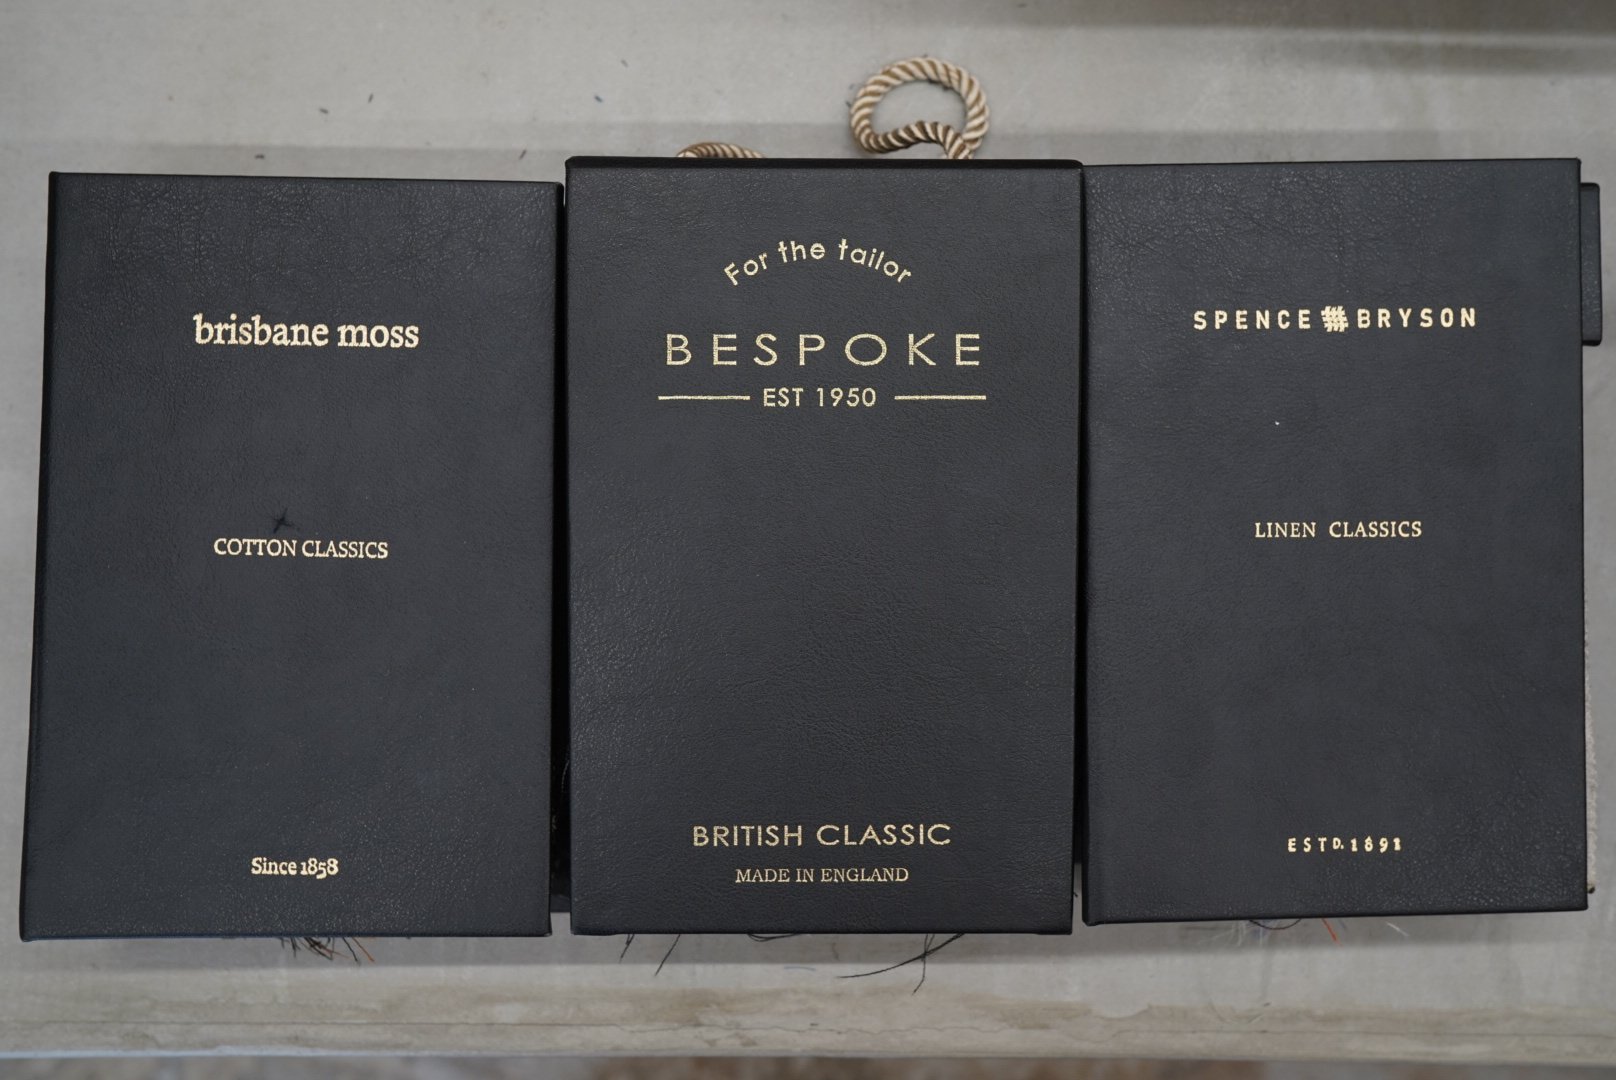 brisbane moss
COTTON CLASSICS
Since 1858
For the tailor
BESPOKE
EST 1950
BRITISH CLASSIC
MADE IN ENGLAND
SPENCE BRYSON
LINEN CLASSICS
ESTD.1891